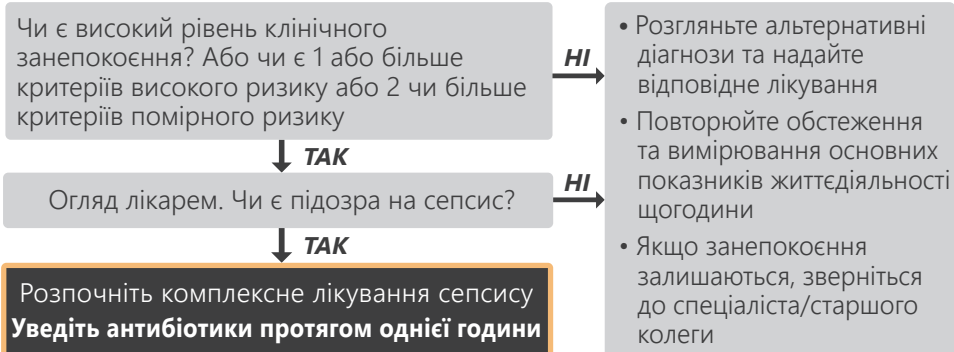 Чи є високий рівень клінічного
занепокоєння? Або чи є 1 або більше
критеріїв високого ризику або 2 чи більше
критеріїв помірного ризику
НІ
ТАК
Огляд лікарем. Чи є підозра на сепсис?
НІ
ТАК
Розпочніть комплексне лікування сепсису
Уведіть антибіотики протягом однієї години
• Розгляньте альтернативні
діагнози та надайте
відповідне лікування
• Повторюйте обстеження
та вимірювання основних
показників життєдіяльності
щогодини
• Якщо занепокоєння
залишаються, зверніться
до спеціаліста/старшого
колеги